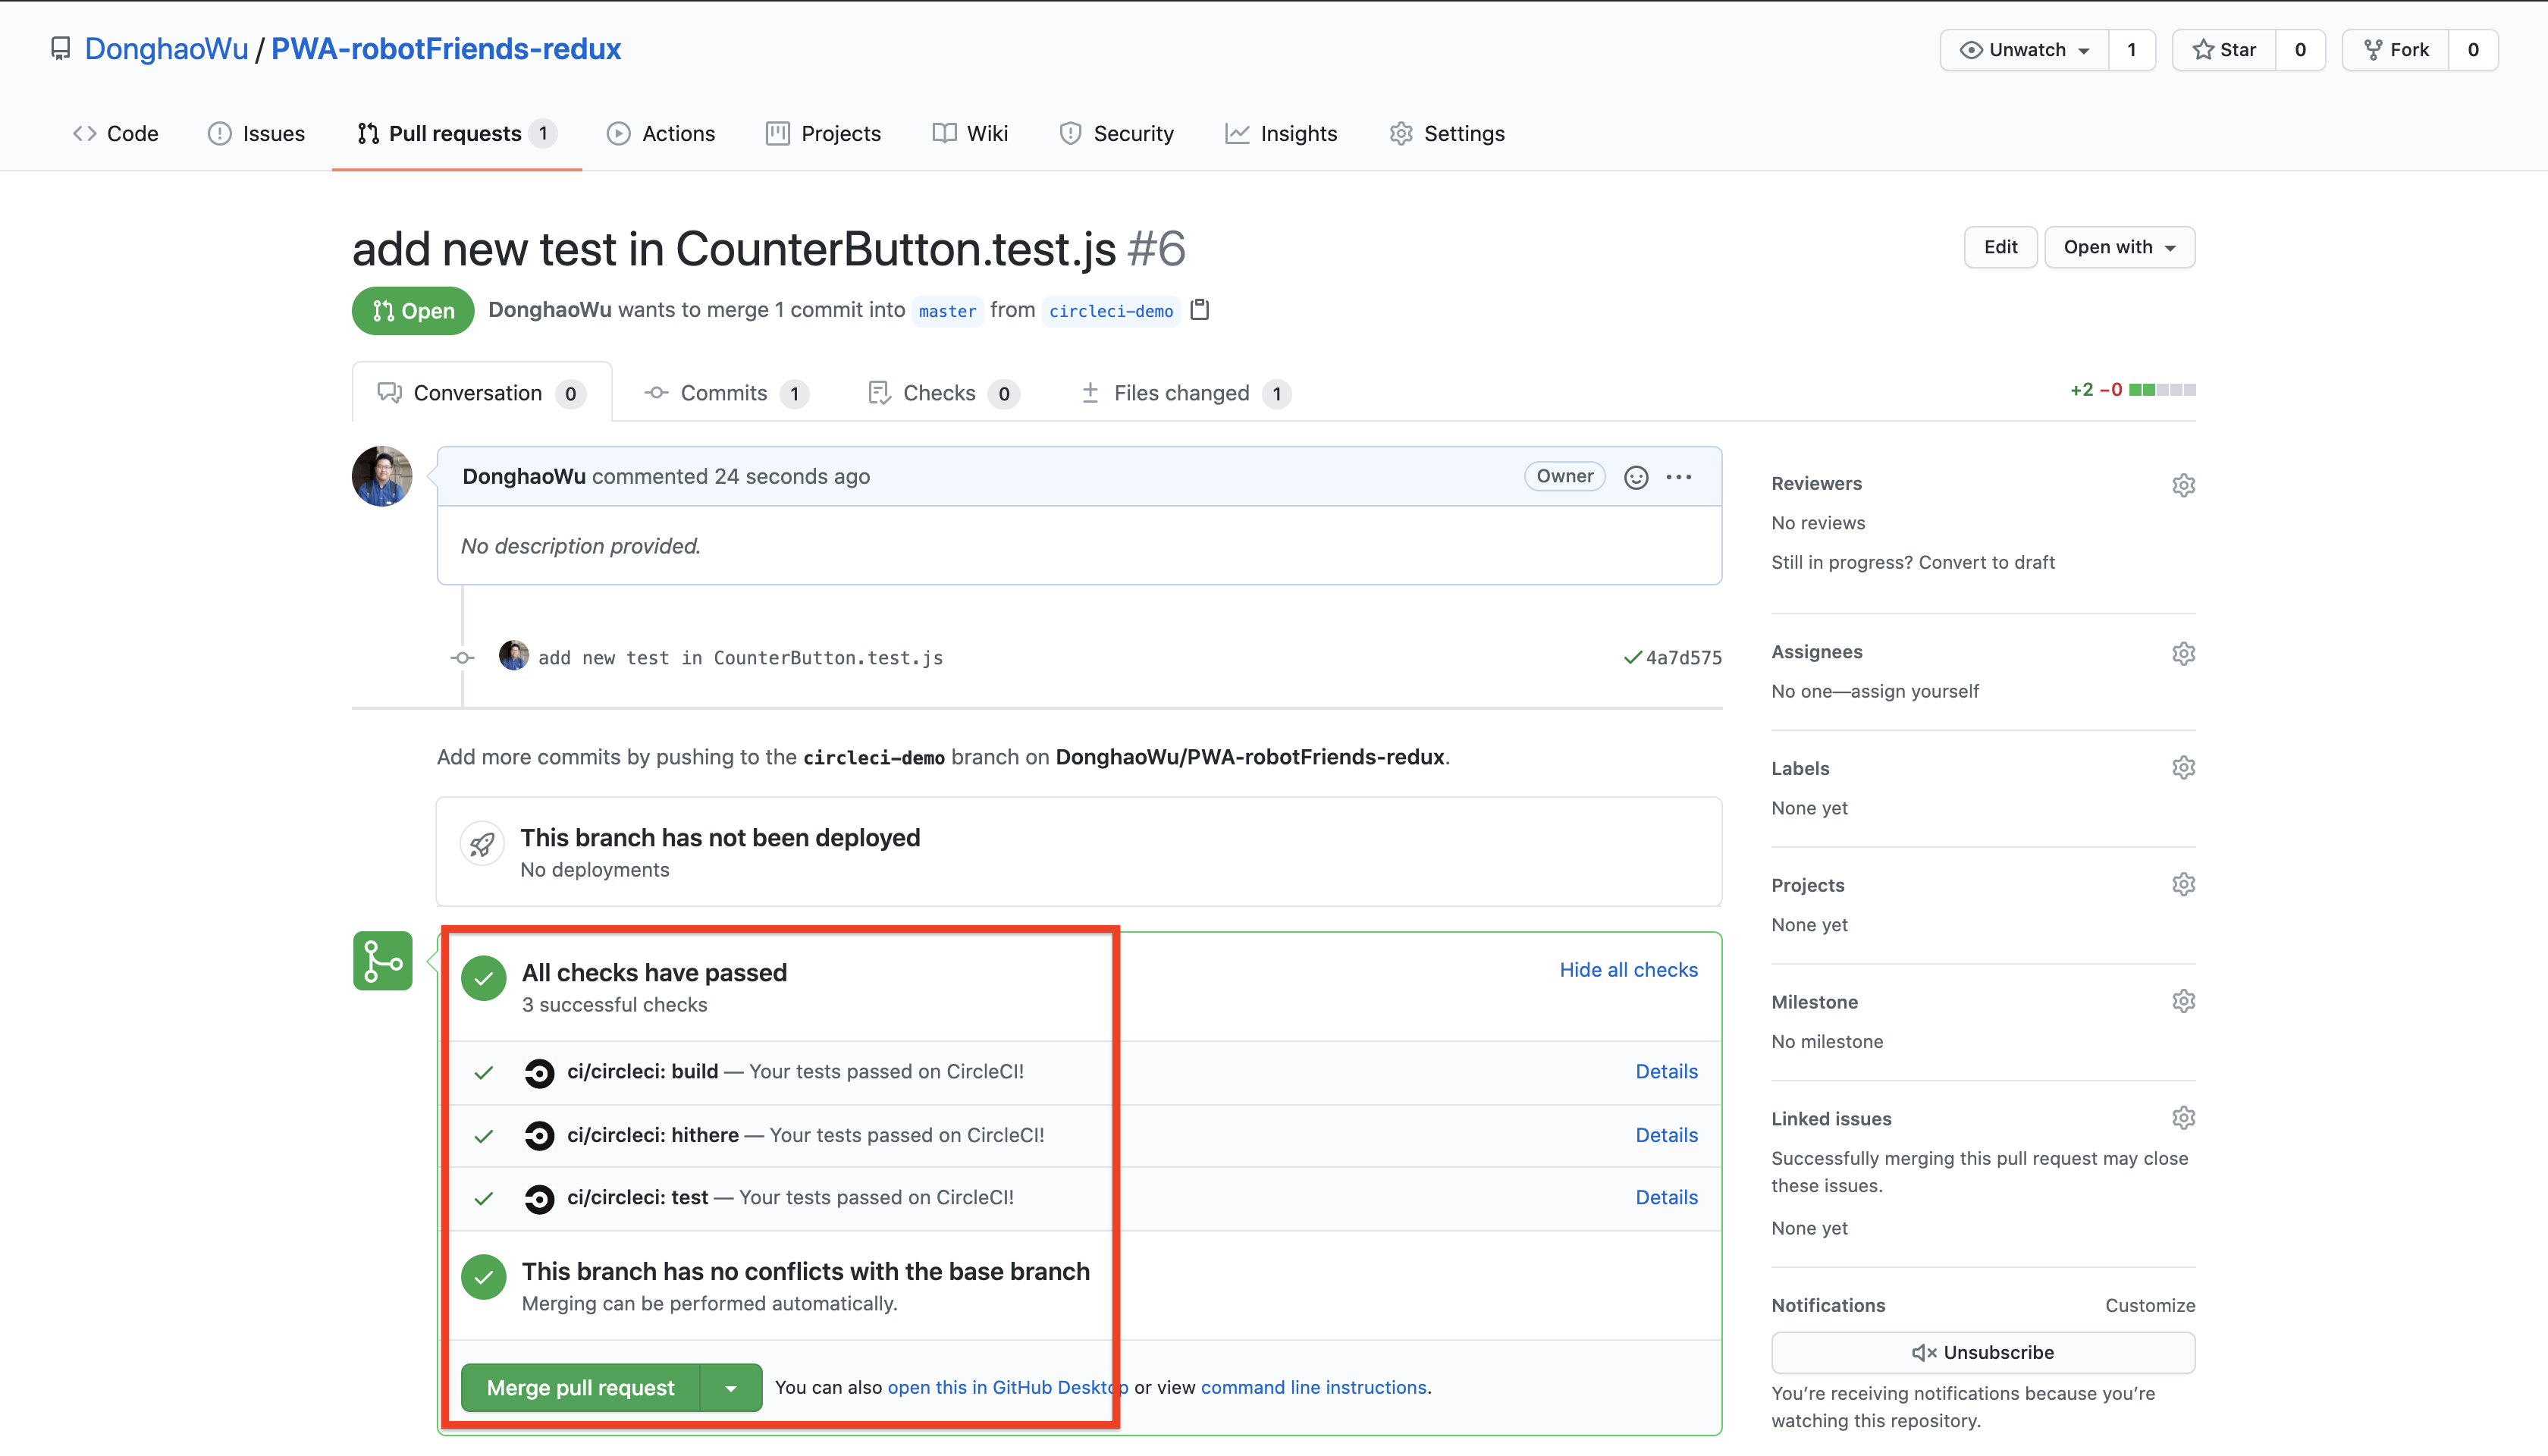 DonghaoWu / PWA-robotFriends-redux
Unwatch 1
Star 0
Fork 0
Code
Issues
Pull requests 1
Actions
Projects
Wiki
Security
Insights
Settings
add new test in CounterButton.test.js #6
Edit
Open with
Open
DonghaoWu wants to merge 1 commit into master from circleci-demo
Conversation 0
Commits 1
Checks 0
Files changed 1
+2 −0
DonghaoWu commented 24 seconds ago
Owner
No description provided.
add new test in CounterButton.test.js
4a7d575
Add more commits by pushing to the circleci-demo branch on DonghaoWu/PWA-robotFriends-redux.
This branch has not been deployed
No deployments
All checks have passed
3 successful checks
Hide all checks
ci/circleci: build — Your tests passed on CircleCI!
Details
ci/circleci: hithere — Your tests passed on CircleCI!
Details
ci/circleci: test — Your tests passed on CircleCI!
Details
This branch has no conflicts with the base branch
Merging can be performed automatically.
Merge pull request
You can also open this in GitHub Desktop or view command line instructions.
Reviewers
No reviews
Still in progress? Convert to draft
Assignees
No one—assign yourself
Labels
None yet
Projects
None yet
Milestone
No milestone
Linked issues
Successfully merging this pull request may close
these issues.
None yet
Notifications
Customize
Unsubscribe
You're receiving notifications because you're
watching this repository.